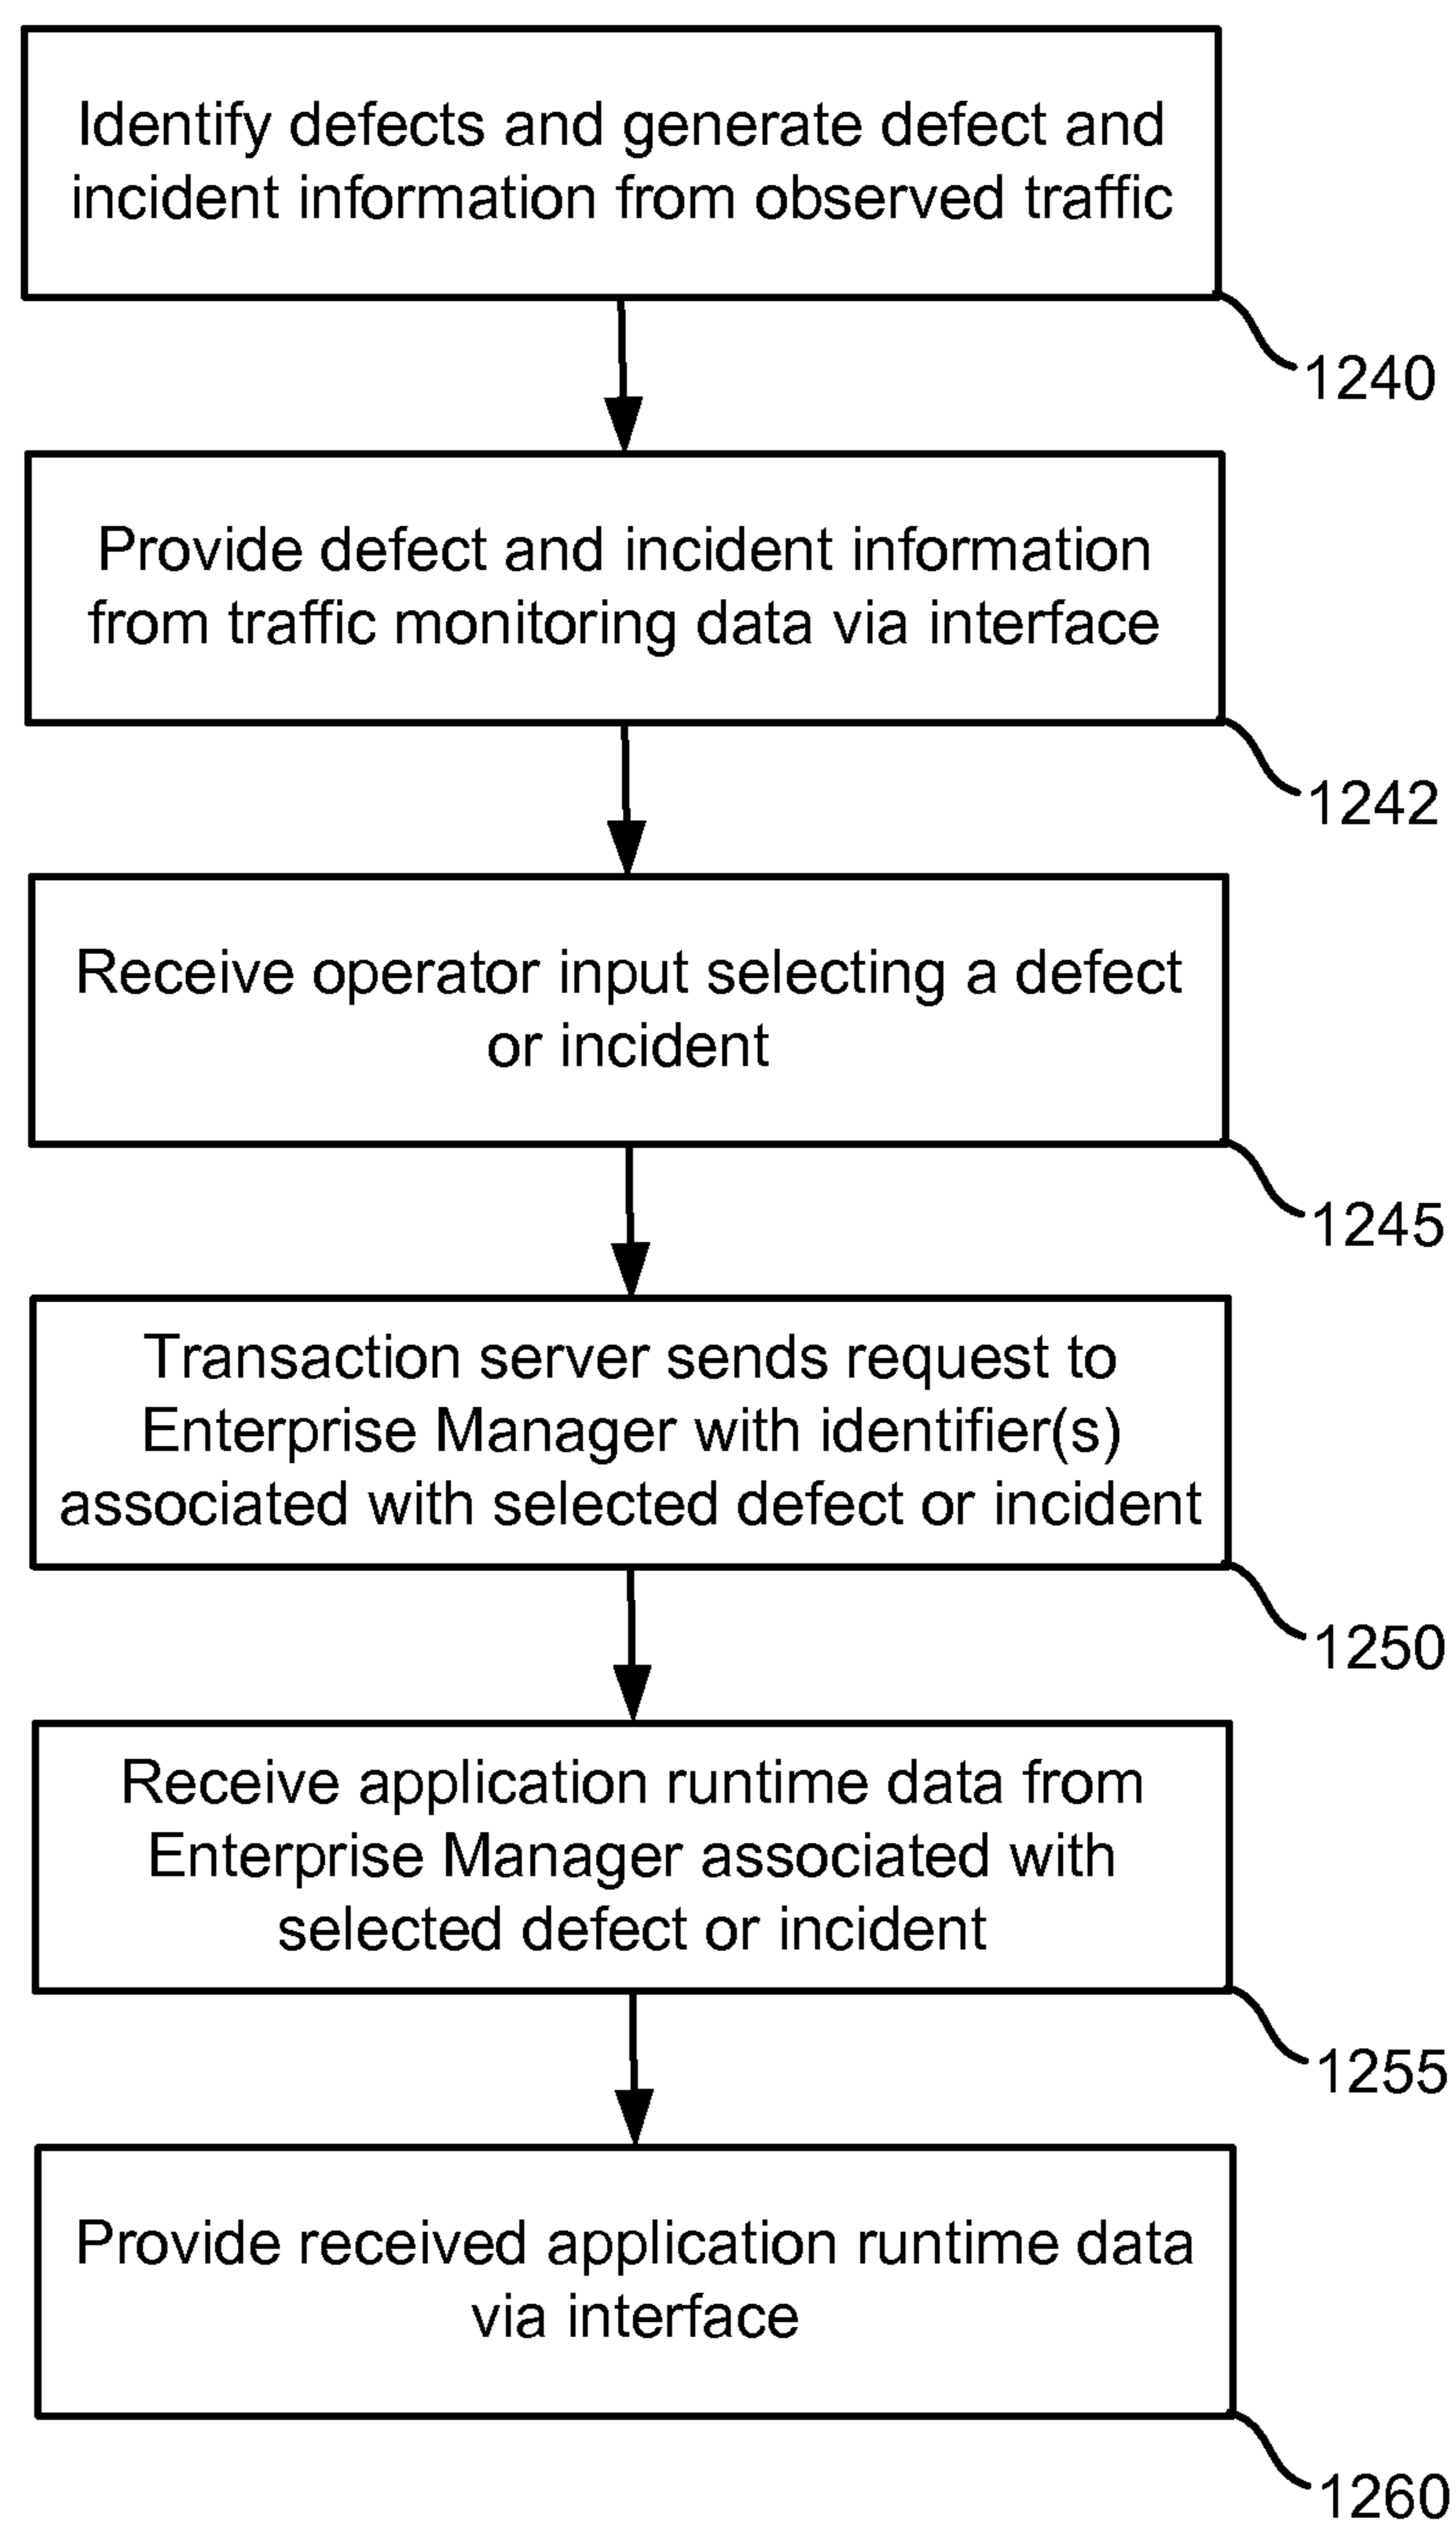 Identify defects and generate defect and
incident information from observed traffic
1240
Provide defect and incident information
from traffic monitoring data via interface
1242
Receive operator input selecting a defect
or incident
1245
Transaction server sends request to
Enterprise Manager with identifier(s)
associated with selected defect or incident
1250
Receive application runtime data from
Enterprise Manager associated with
selected defect or incident
1255
Provide received application runtime data
via interface
1260